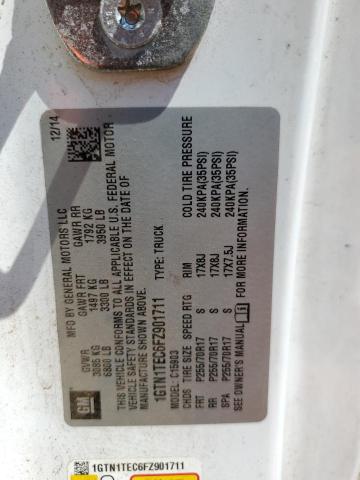 MFD BY GENERAL MOTORS LLC 12/14
GVWR GAWR FRT GAWR RR
3085 KG 1497 KG 1792 KG
6800 LB 3300 LB 3950 LB
THIS VEHICLE CONFORMS TO ALL APPLICABLE U.S. FEDERAL MOTOR
VEHICLE SAFETY STANDARDS IN EFFECT ON THE DATE OF
MANUFACTURE SHOWN ABOVE.
1GTN1TEC6FZ901711 TYPE: TRUCK
GM
MODEL: C15903
CHDS TIRE SIZE SPEED RTG RIM COLD TIRE PRESSURE
FRT P255/70R17 S 17X8J 240KPA(35PSI)
RR P255/70R17 S 17X8J 240KPA(35PSI)
SPA P255/70R17 S 17X7.5J 240KPA(35PSI)
SEE OWNER'S MANUAL FOR MORE INFORMATION.
1GTN1TEC6FZ901711